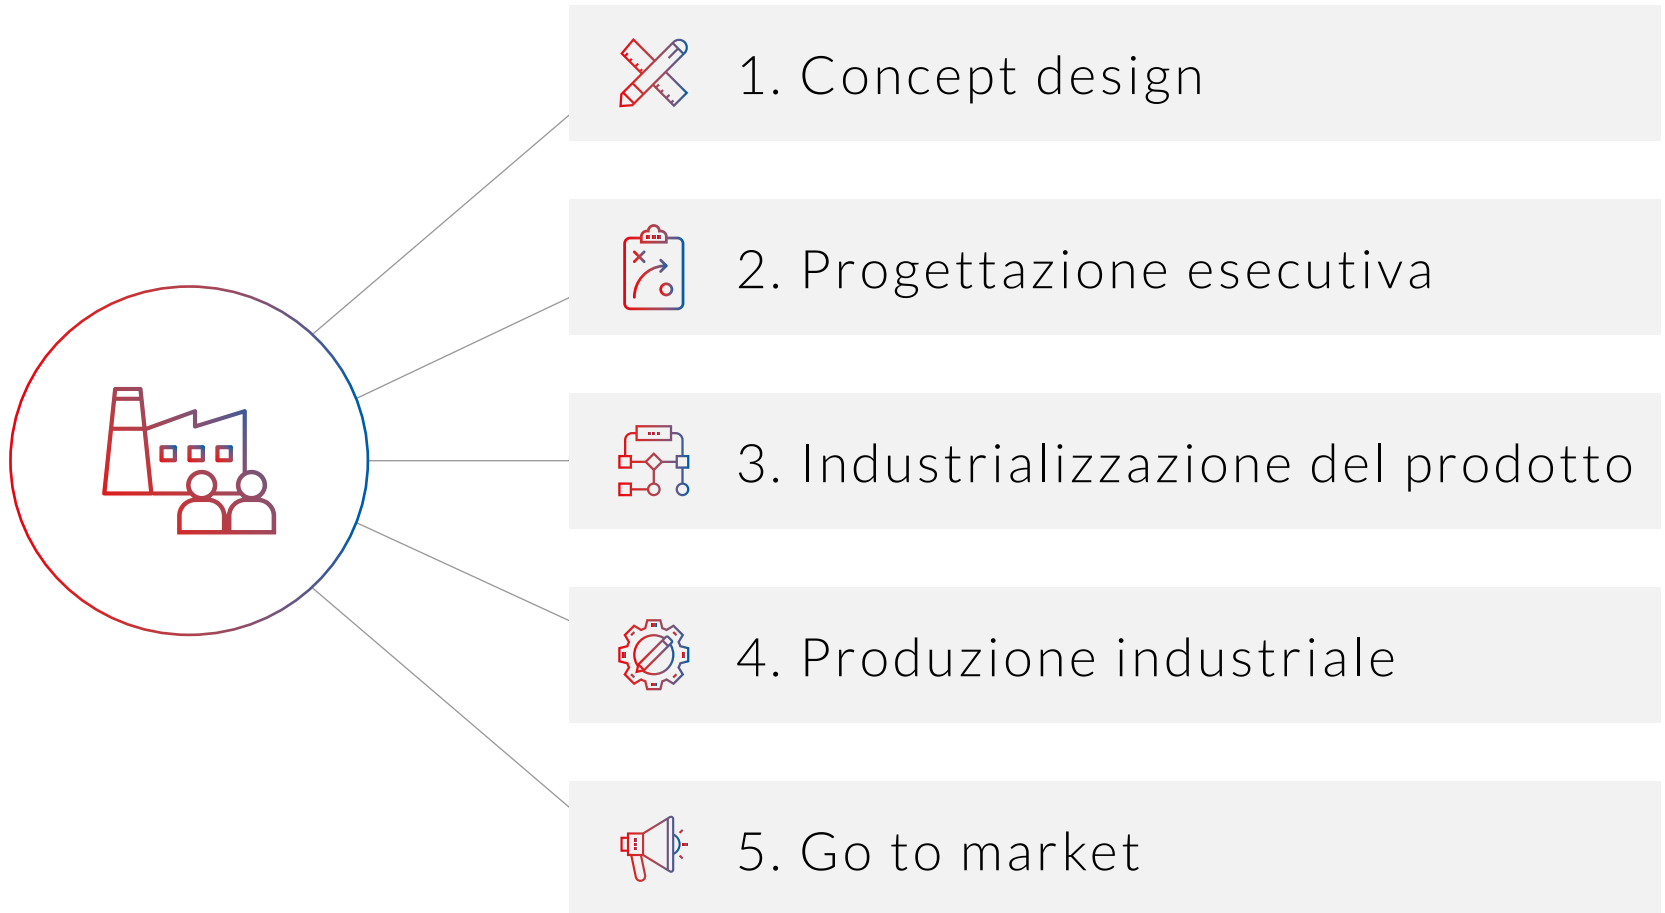 1. Concept design
2. Progettazione esecutiva
3. Industrializzazione del prodotto
4. Produzione industriale
5. Go to market